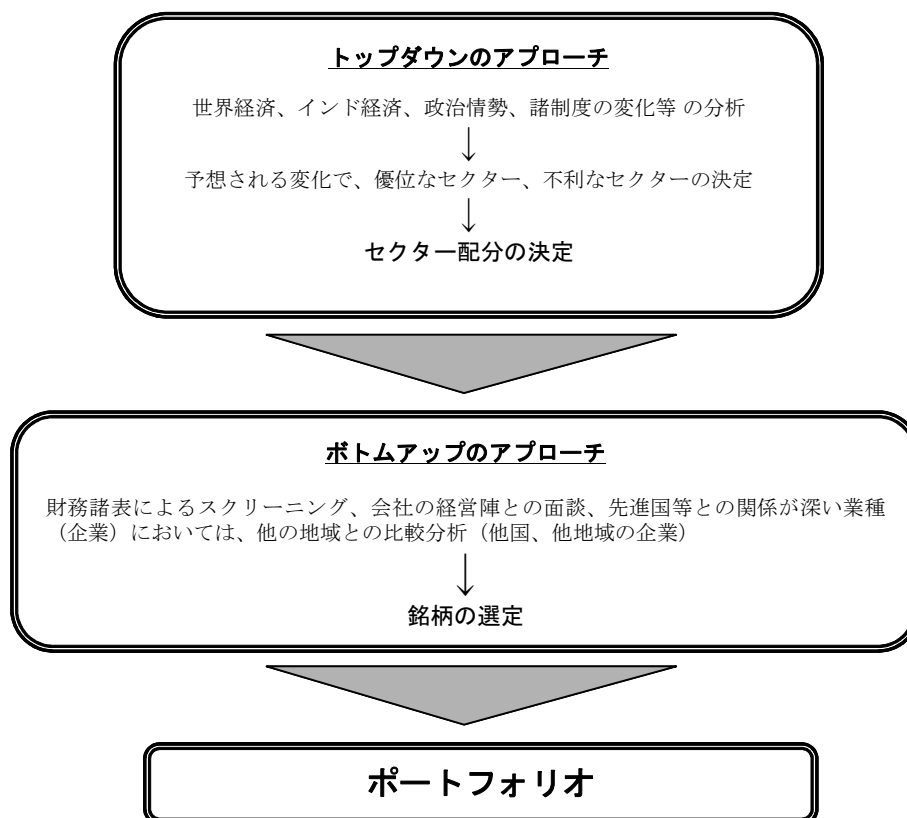 トップダウンのアプローチ
世界経済、インド経済、政治情勢、諸制度の変化等 の分析
↓
予想される変化で、優位なセクター、不利なセクターの決定
↓
セクター配分の決定
ボトムアップのアプローチ
財務諸表によるスクリーニング、会社の経営陣との面談、先進国等との関係が深い業種
（企業）においては、他の地域との比較分析（他国、他地域の企業）
↓
銘柄の選定
ポートフォリオ